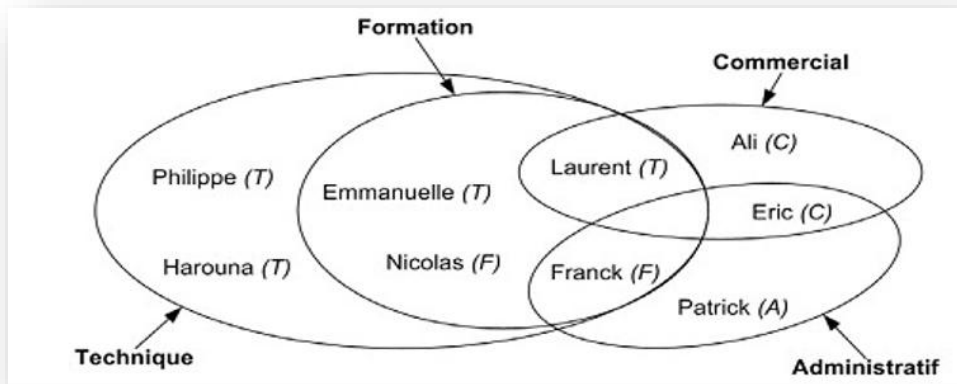 Formation
Commercial
Ali (C)
Laurent (T)
Philippe (T)
Emmanuelle (T)
Eric (C)
Nicolas (F)
Harouna (T)
Franck (F)
Patrick (A)
Technique
Administratif